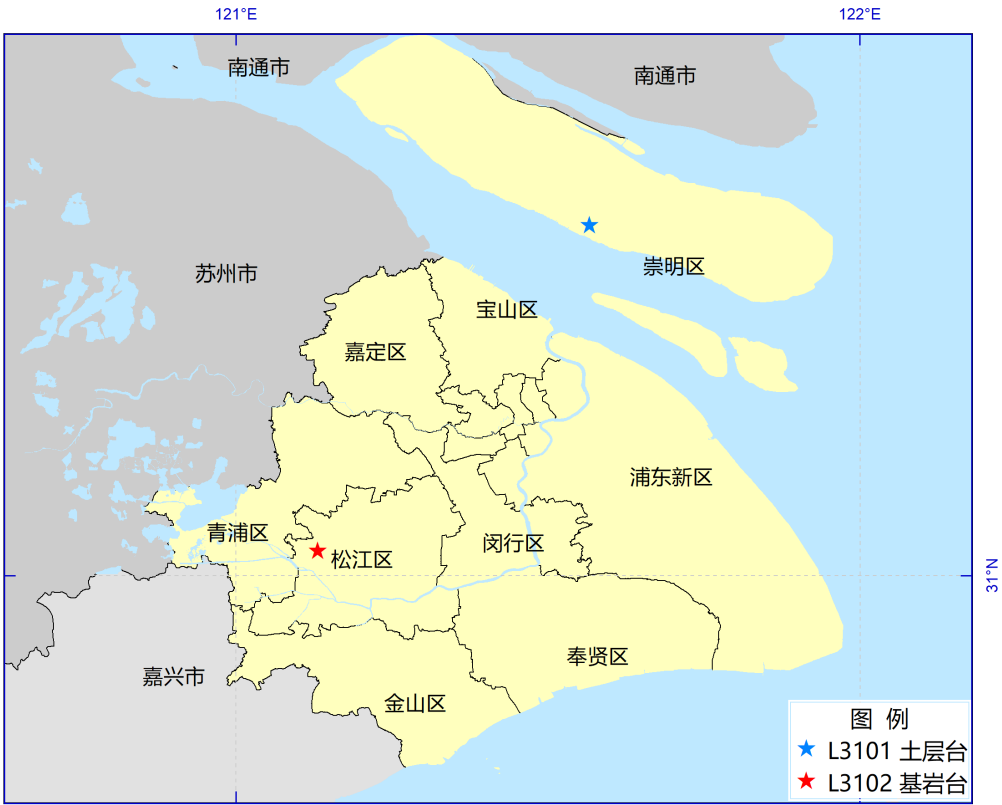 121°E
122°E
南通市
南通市
苏州市
崇明区
宝山区
嘉定区
浦东新区
青浦区
闵行区
松江区
31°N
奉贤区
嘉兴市
金山区
图 例
L3101 土层台
L3102 基岩台